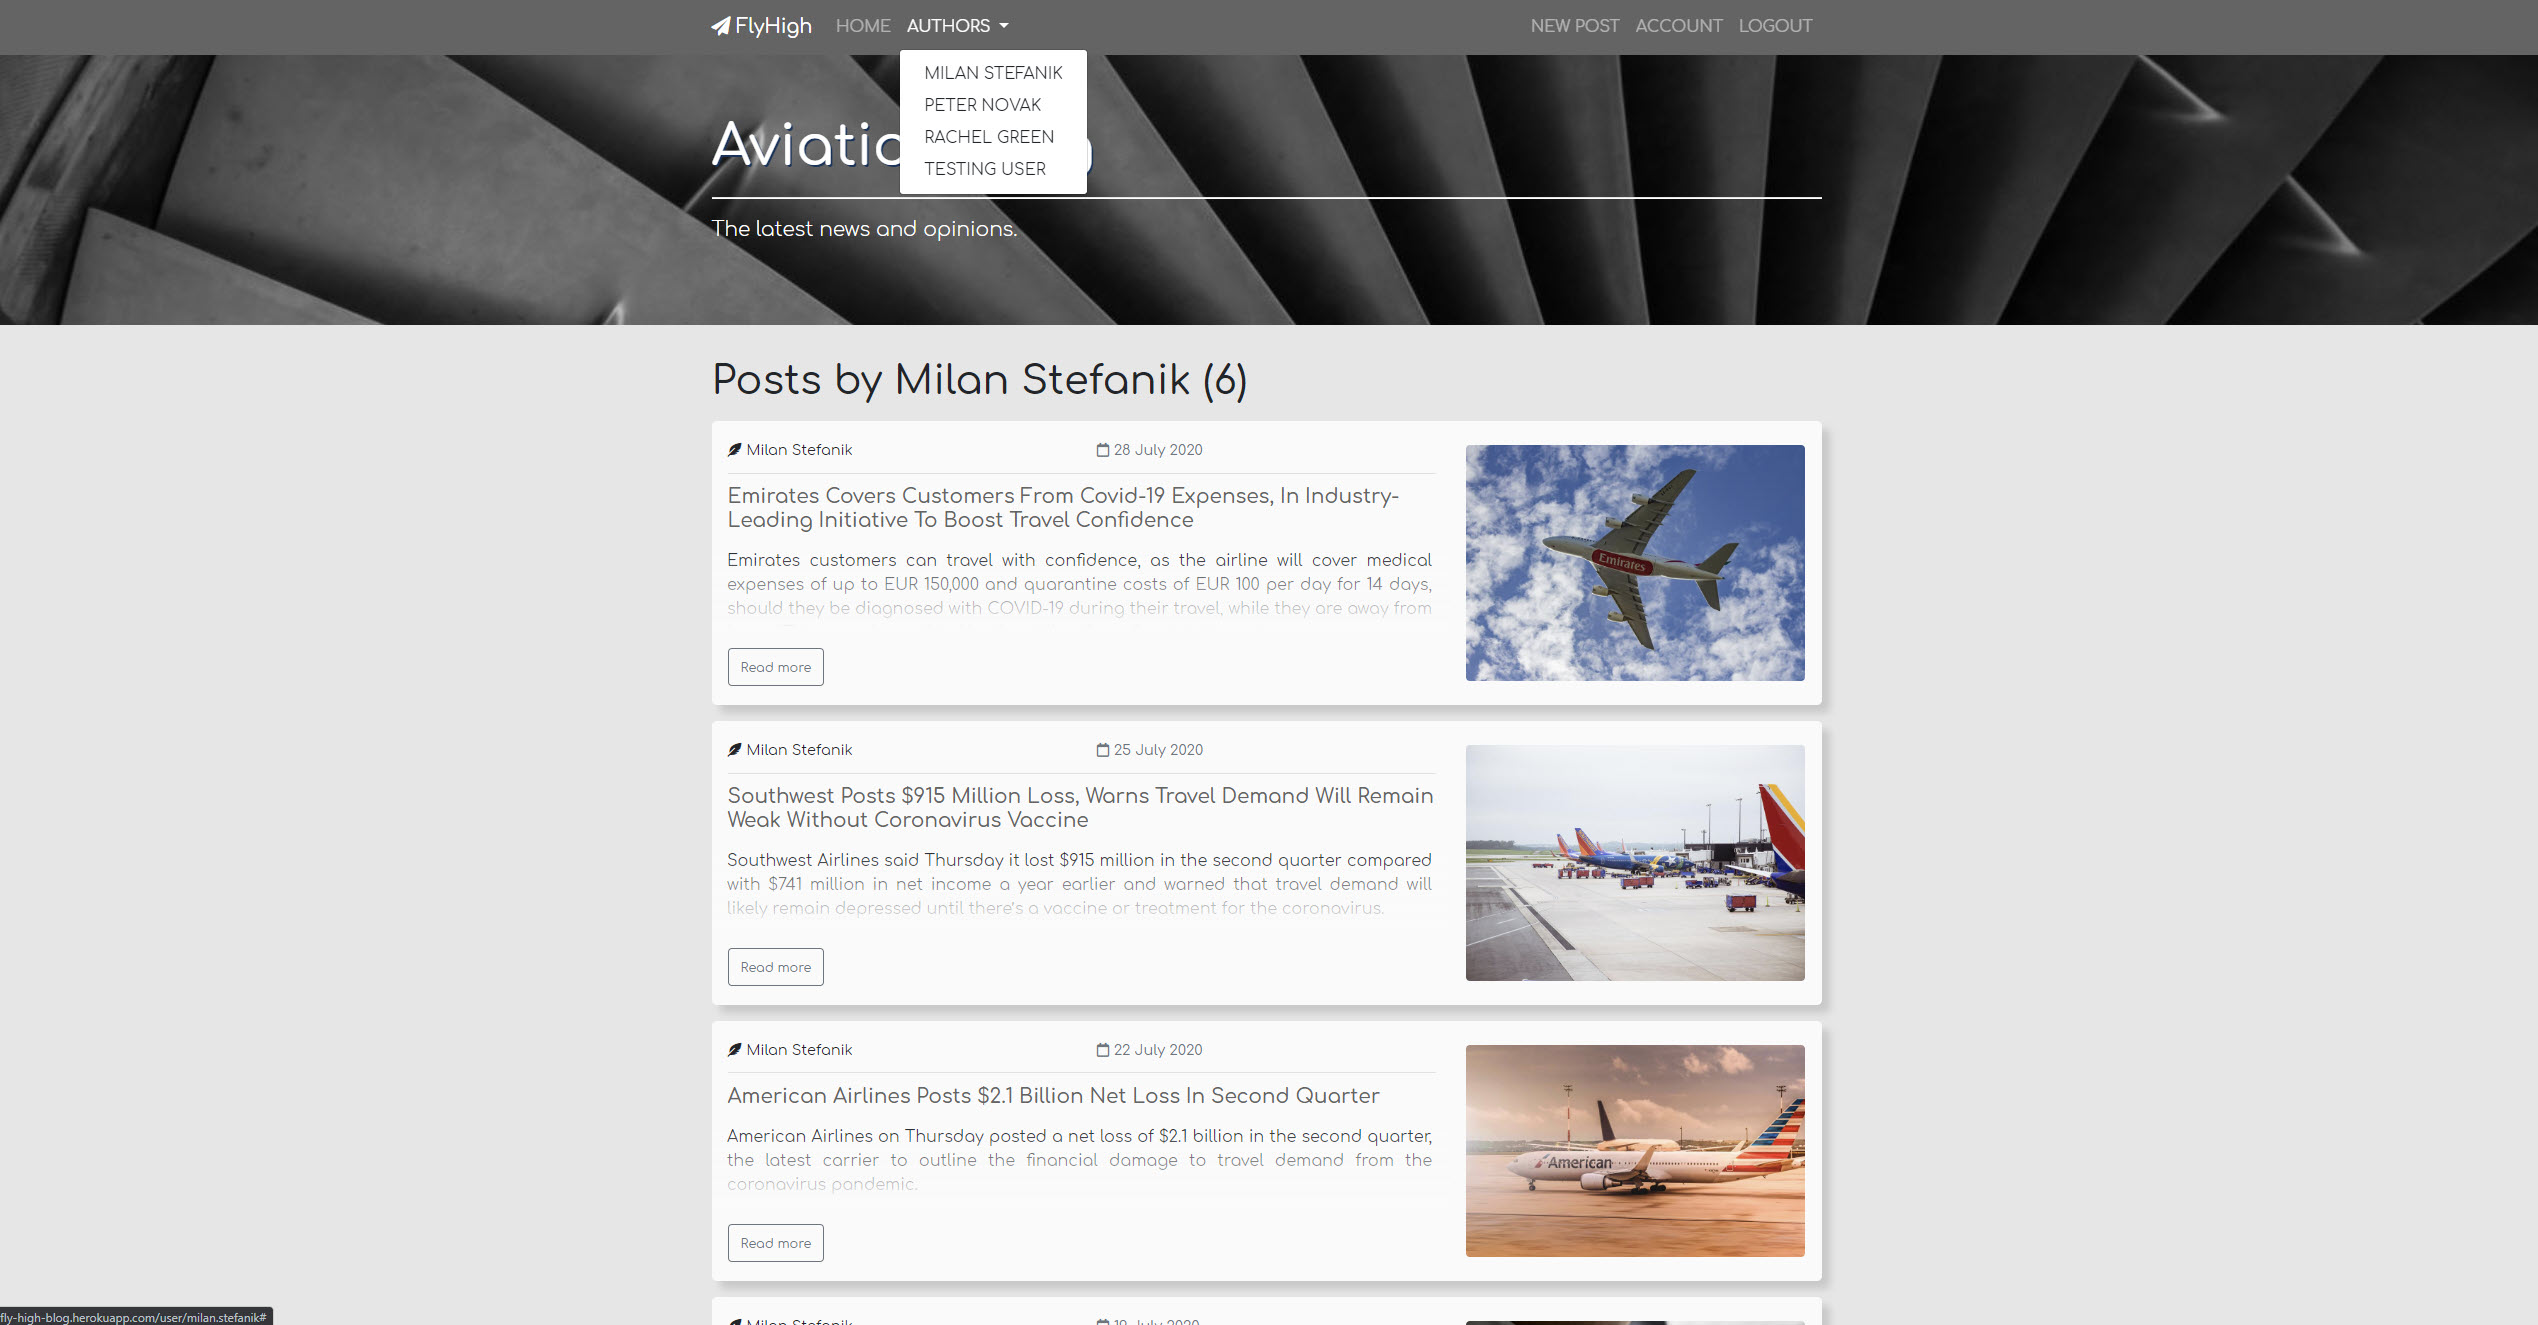 FlyHigh HOME AUTHORS NEW POST ACCOUNT LOGOUT
MILAN STEFANIK
PETER NOVAK
RACHEL GREEN
TESTING USER
The latest news and opinions.
Posts by Milan Stefanik (6)
Milan Stefanik 28 July 2020
Emirates Covers Customers From Covid-19 Expenses, In Industry-
Leading Initiative To Boost Travel Confidence
Emirates customers can travel with confidence, as the airline will cover medical
expenses of up to EUR 150,000 and quarantine costs of EUR 100 per day for 14 days,
should they be diagnosed with COVID-19 during their travel, while they are away from
Read more
Emirates
Milan Stefanik 25 July 2020
Southwest Posts $915 Million Loss, Warns Travel Demand Will Remain
Weak Without Coronavirus Vaccine
Southwest Airlines said Thursday it lost $915 million in the second quarter compared
with $741 million in net income a year earlier and warned that travel demand will
likely remain depressed until there's a vaccine or treatment for the coronavirus.
Read more
Milan Stefanik 22 July 2020
American Airlines Posts $2.1 Billion Net Loss In Second Quarter
American Airlines on Thursday posted a net loss of $2.1 billion in the second quarter,
the latest carrier to outline the financial damage to travel demand from the
coronavirus pandemic.
Read more
American
Milan Stefanik 19 July 2020
fly-high-blog.herokuapp.com/user/milan.stefanik#